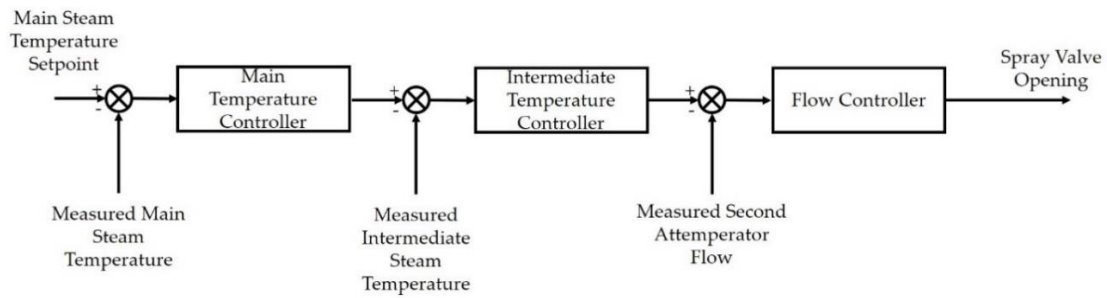 Main Steam
Temperature
Setpoint
+
-
Main
Temperature
Controller
+
-
Intermediate
Temperature
Controller
+
-
Flow Controller
Spray Valve
Opening
Measured Main
Steam
Temperature
Measured
Intermediate
Steam
Temperature
Measured Second
Attemperator
Flow